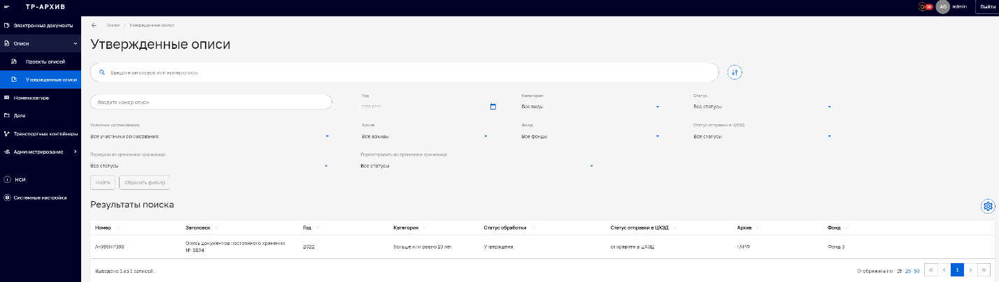 ТР-АРХИВ
30
AD
admin
Выйти
Электронные документы
Описи
Проекты описей
Утвержденные описи
Номенклатура
Дела
Транспортные контейнеры
Администрирование
НСИ
Системные настройки
Описи / Утвержденные описи
Утвержденные описи
Введите заголовок или номер описи
Введите номер описи
Год
ГГГГ-ГГГГ
Категория
Все виды
Статус
Все статусы
Участник согласования
Все участники согласования
Архив
Все архивы
Фонд
Все фонды
Статус отправки в ЦХЭД
Все статусы
Передана во временное хранилище
Все статусы
Переотправить во временное хранилище
Все статусы
Найти
Сбросить фильтр
Результаты поиска
Номер Заголовок Год Категория Статус обработки Статус отправки в ЦХЭД Архив Фонд
А-686НР398 Опись документов постоянного хранения 2022 больше или равно 10 лет Утверждена отправлен в ЦХЭД ГАРФ Фонд 3
№-5824
Выведено 1 из 1 записей.
Отображать по: 15 25 50 « ‹ 1 › »